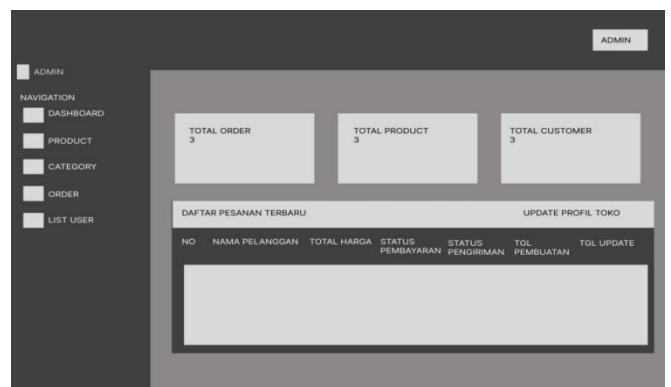 ADMIN
ADMIN
NAVIGATION
DASHBOARD
PRODUCT
CATEGORY
ORDER
LIST USER
TOTAL ORDER
3
TOTAL PRODUCT
3
TOTAL CUSTOMER
3
DAFTAR PESANAN TERBARU
UPDATE PROFIL TOKO
NO
NAMA PELANGGAN
TOTAL HARGA
STATUS
PEMBAYARAN
STATUS
PENGIRIMAN
TGL
PEMBUATAN
TGL UPDATE